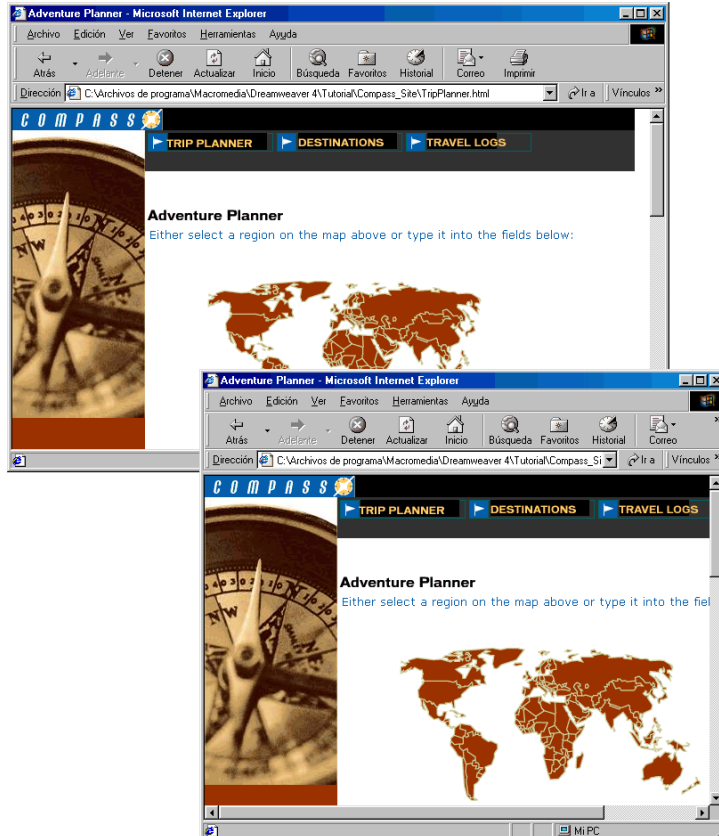 Adventure Planner - Microsoft Internet Explorer
Archivo Edición Ver Favoritos Herramientas Ayuda
Atrás Adelante Detener Actualizar Inicio Búsqueda Favoritos Historial Correo Imprimir
Dirección C:\Archivos de programa\Macromedia\Dreamweaver 4\Tutorial\Compass_Site\TripPlanner.html Ir a Vínculos »
COMPASS
TRIP PLANNER DESTINATIONS TRAVEL LOGS
Adventure Planner
Either select a region on the map above or type it into the fields below:
Adventure Planner - Microsoft Internet Explorer
Archivo Edición Ver Favoritos Herramientas Ayuda
Atrás Adelante Detener Actualizar Inicio Búsqueda Favoritos Historial Correo »
Dirección C:\Archivos de programa\Macromedia\Dreamweaver 4\Tutorial\Compass_Si Ir a Vínculos »
COMPASS
TRIP PLANNER DESTINATIONS TRAVEL LOGS
Adventure Planner
Either select a region on the map above or type it into the fiel
Mi PC